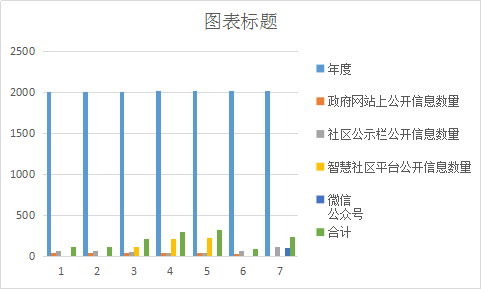 图表标题
2500
2000
1500
1000
500
0
1 2 3 4 5 6 7
年度
政府网站上公开信息数量
社区公示栏公开信息数量
智慧社区平台公开信息数量
微信
公众号
合计